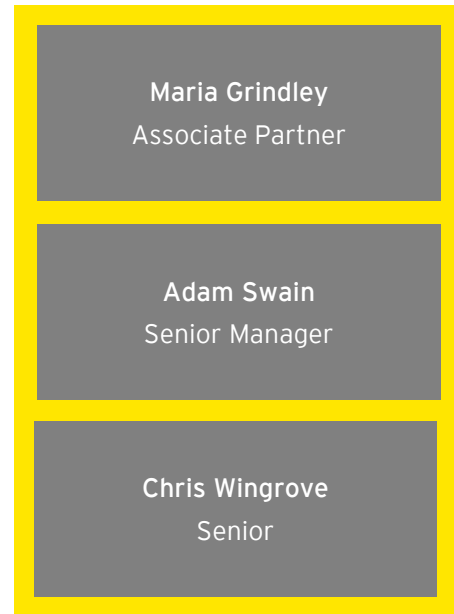 Maria Grindley
Associate Partner
Adam Swain
Senior Manager
Chris Wingrove
Senior